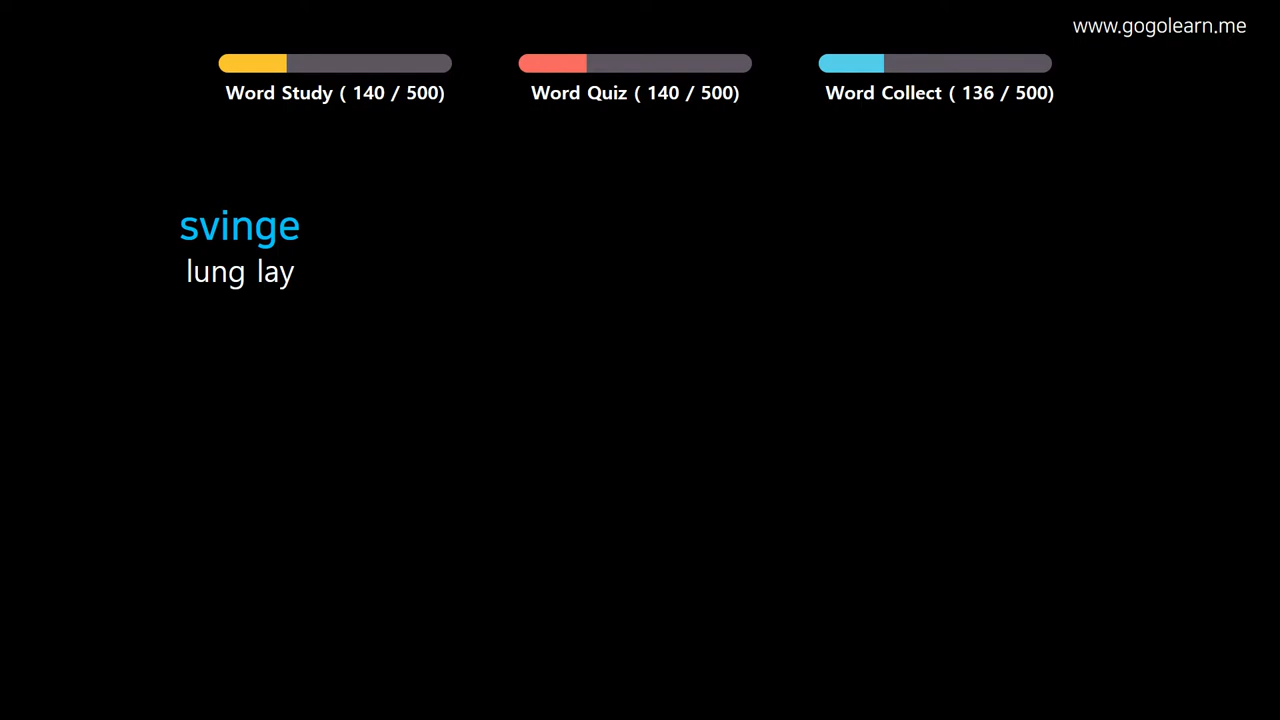 www.gogolearn.me
Word Study ( 140 / 500)
Word Quiz ( 140 / 500)
Word Collect ( 136 / 500)
svinge
lung lay